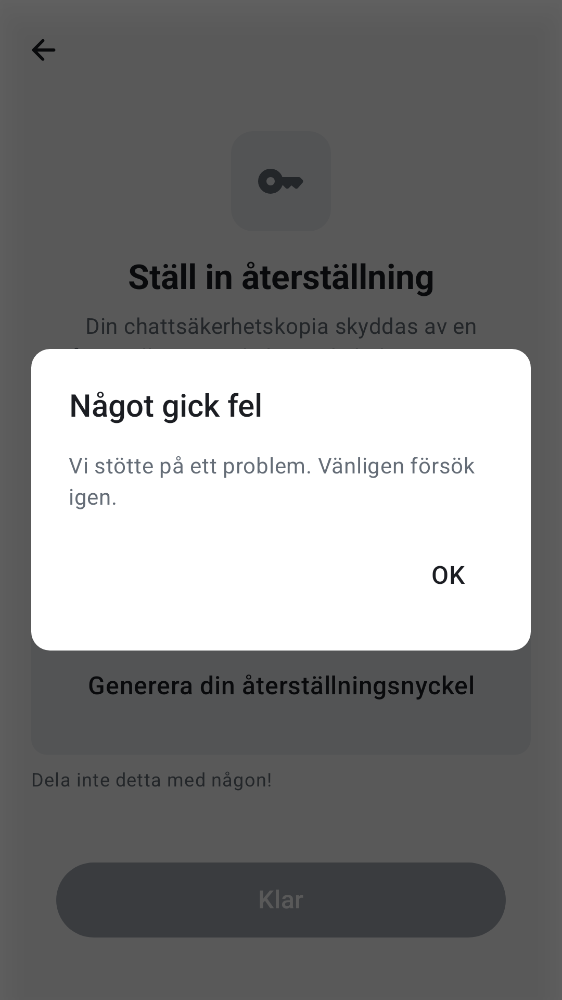 Ställ in återställning
Din chattsäkerhetskopia skyddas av en
Något gick fel
Vi stötte på ett problem. Vänligen försök
igen.
OK
Generera din återställningsnyckel
Dela inte detta med någon!
Klar